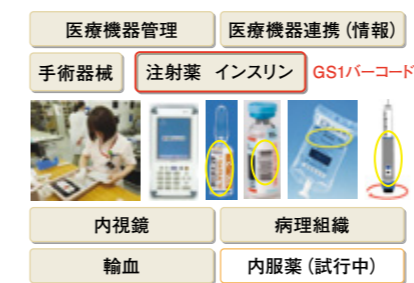 医療機器管理 医療機器連携（情報）
手術器械 注射薬 インスリン GS1バーコード
内視鏡 病理組織
輸血 内服薬（試行中）